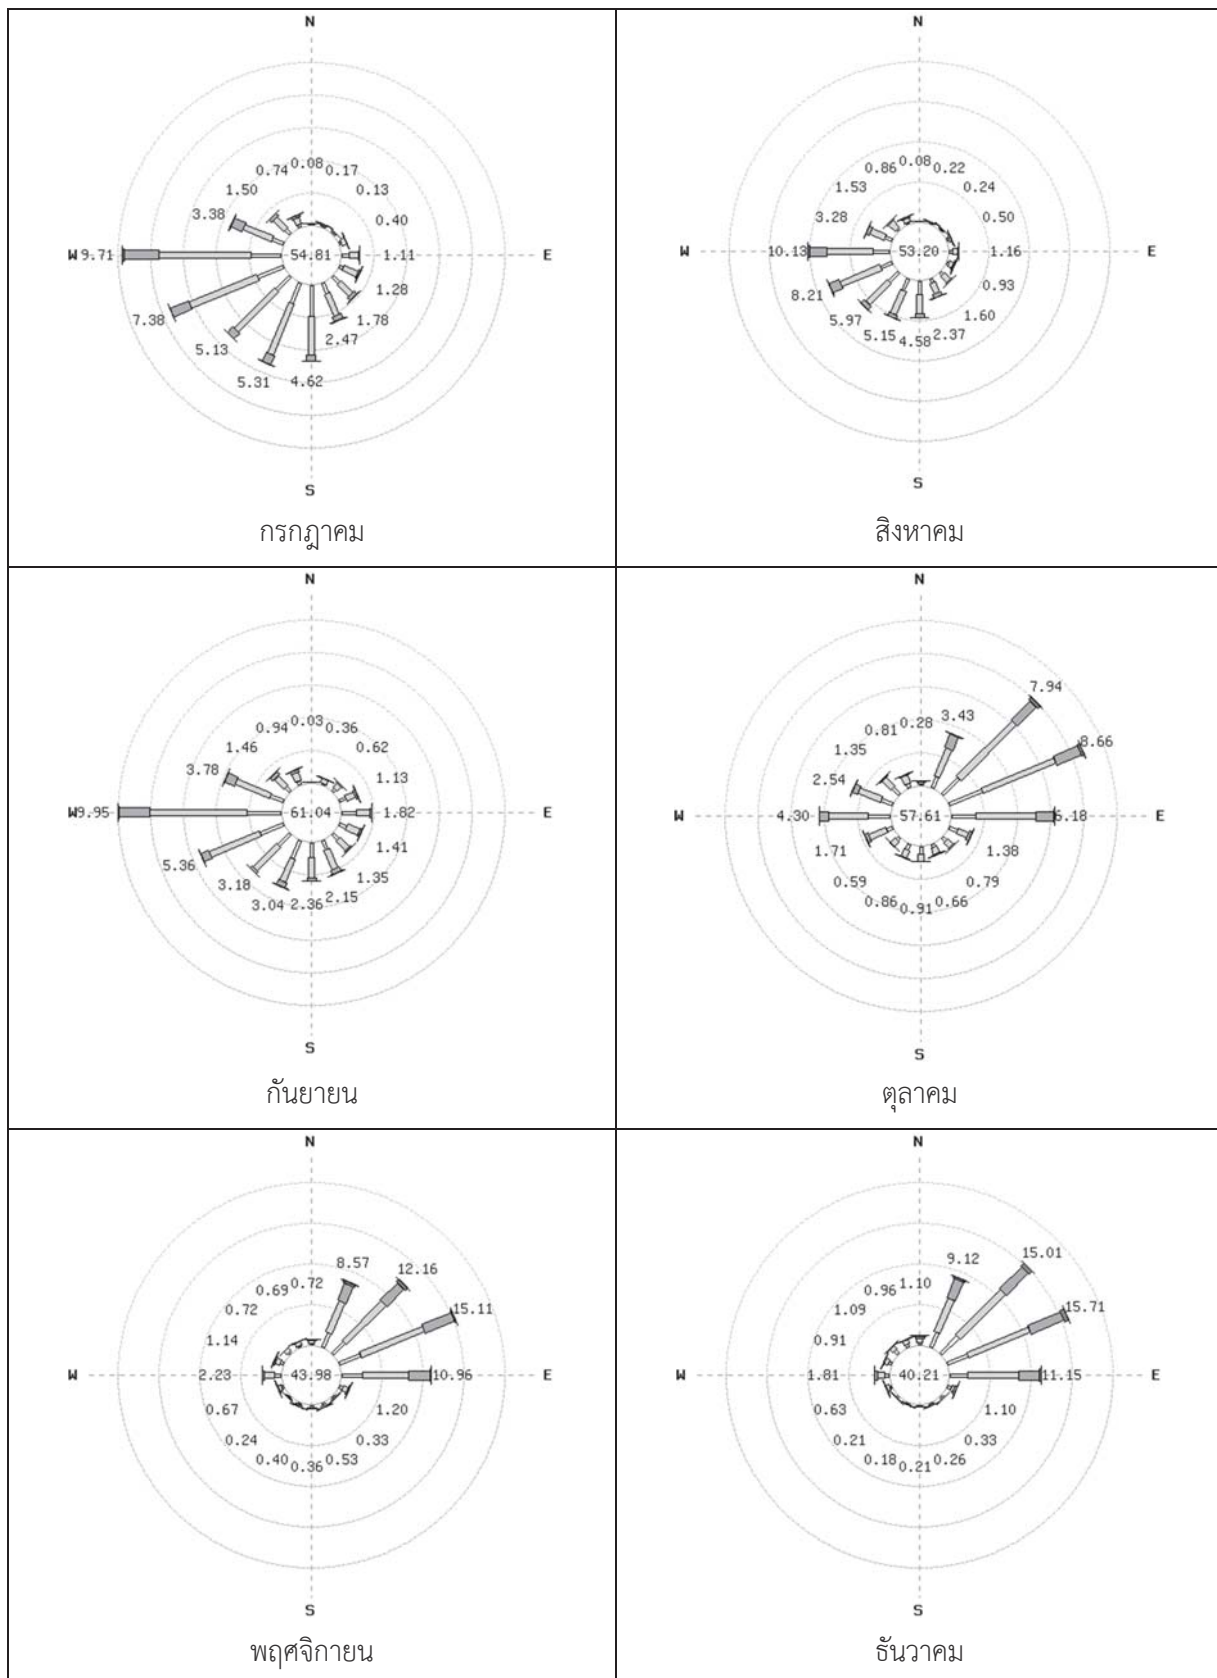 N
0.74 0.08 0.17
1.50 0.13
3.38 0.40
W 9.71 54.81 1.11 E
7.38 1.28
5.13 1.78
5.31 4.62 2.47
S
กรกฎาคม
N
0.86 0.08 0.22
1.53 0.24
3.28 0.50
W 10.13 53.20 1.16 E
8.21 0.93
5.97 1.60
5.15 4.58 2.37
S
สิงหาคม
N
0.94 0.03 0.36
1.46 0.62
3.78 1.13
W 9.95 61.04 1.82 E
5.36 1.41
3.18 1.35
3.04 2.36 2.15
S
กันยายน
N
7.94
0.81 0.28 3.43
1.35 8.66
2.54
W 4.30 57.61 6.18 E
1.71 1.38
0.59 0.79
0.86 0.91 0.66
S
ตุลาคม
N
8.57 12.16
0.69 0.72
0.72 15.11
1.14
W 2.23 43.98 10.96 E
0.67 1.20
0.24 0.33
0.40 0.36 0.53
S
พฤศจิกายน
N
9.12 15.01
0.96 1.10
1.09 15.71
0.91
W 1.81 40.21 11.15 E
0.63 1.10
0.21 0.33
0.18 0.21 0.26
S
ธันวาคม